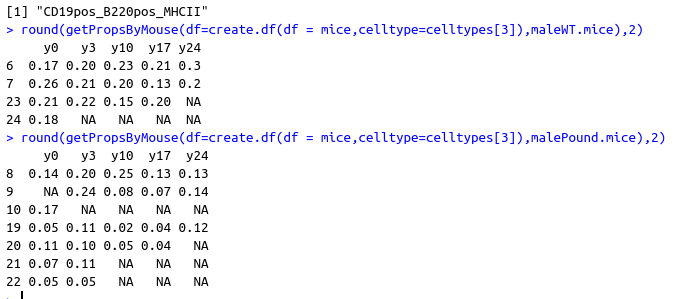 [1] "CD19pos_B220pos_MHCII"
> round(getPropsByMouse(df=create.df(df = mice,celltype=celltypes[3]),maleWT.mice),2)
     y0   y3  y10  y17 y24
6  0.17 0.20 0.23 0.21 0.3
7  0.26 0.21 0.20 0.13 0.2
23 0.21 0.22 0.15 0.20  NA
24 0.18   NA   NA   NA  NA
> round(getPropsByMouse(df=create.df(df = mice,celltype=celltypes[3]),malePound.mice),2)
     y0   y3  y10  y17  y24
8  0.14 0.20 0.25 0.13 0.13
9    NA 0.24 0.08 0.07 0.14
10 0.17   NA   NA   NA   NA
19 0.05 0.11 0.02 0.04 0.12
20 0.11 0.10 0.05 0.04   NA
21 0.07 0.11   NA   NA   NA
22 0.05 0.05   NA   NA   NA
>